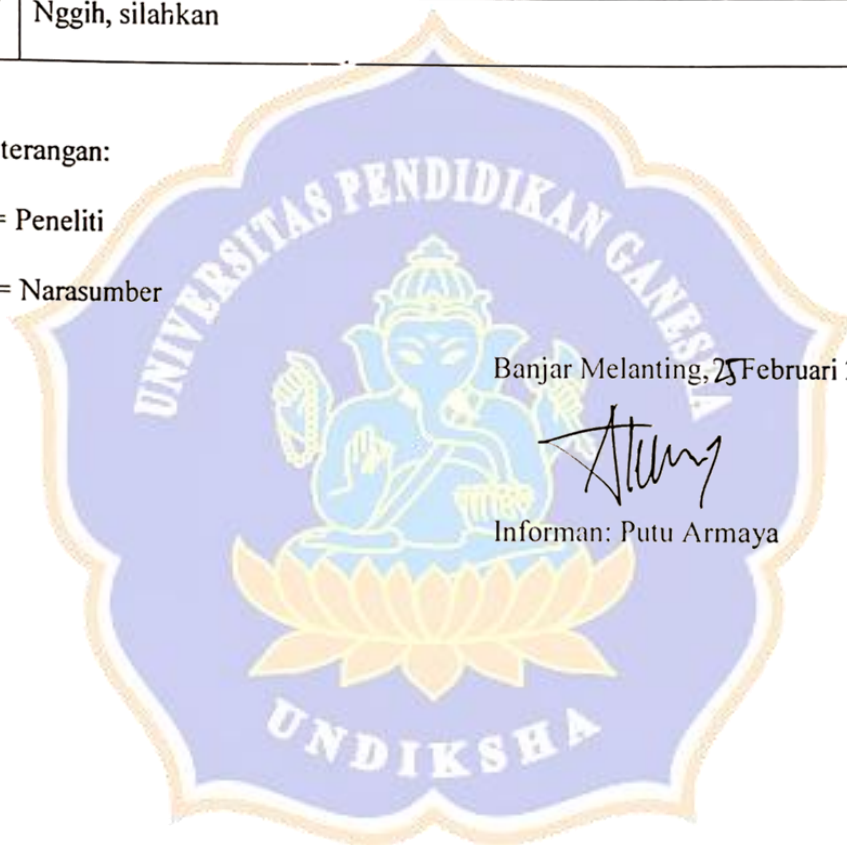 Nggih, silahkan
terangan:
= Peneliti
= Narasumber
UNIVERSITAS PENDIDIKAN GANESHA
Banjar Melanting, 25 Februari
Informan: Putu Armaya
UNDIKSHA